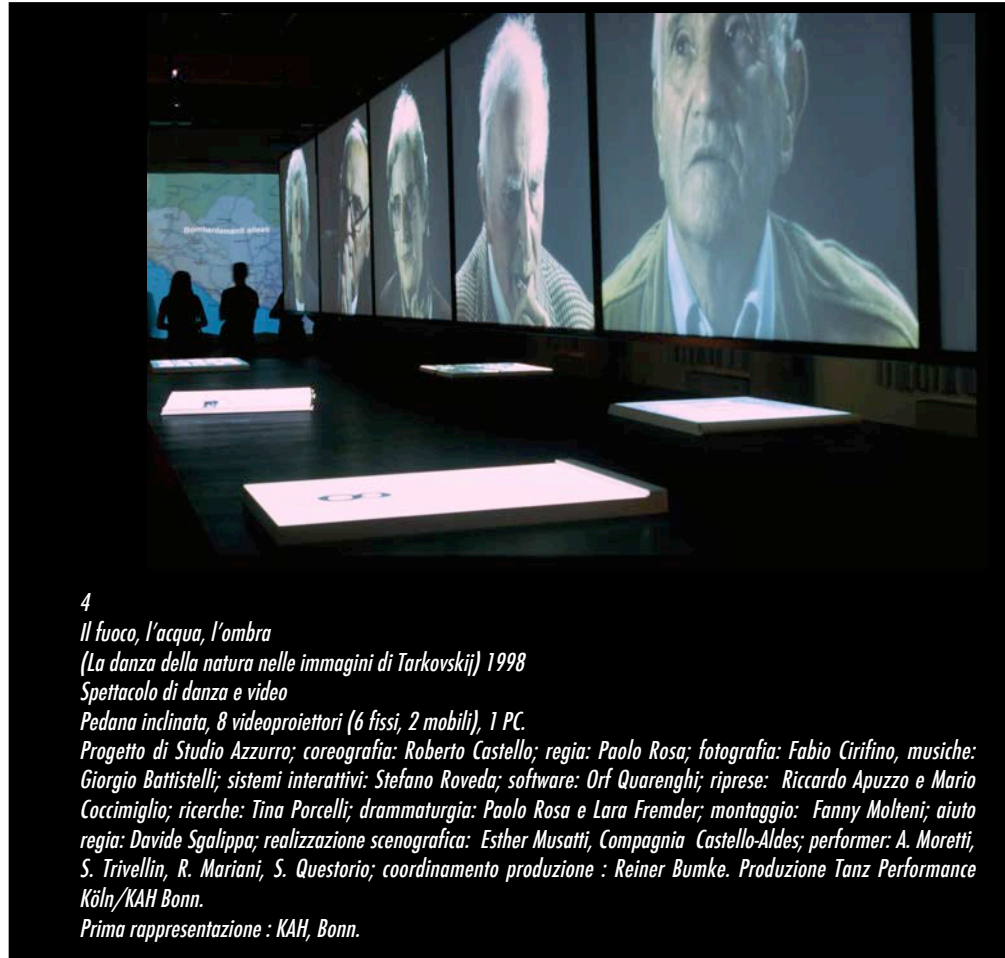 Bombardamenti alleati
8
4
Il fuoco, l'acqua, l'ombra
(La danza della natura nelle immagini di Tarkovskij) 1998
Spettacolo di danza e video
Pedana inclinata, 8 videoproiettori (6 fissi, 2 mobili), 1 PC.
Progetto di Studio Azzurro; coreografia: Roberto Castello; regia: Paolo Rosa; fotografia: Fabio Cirifino, musiche:
Giorgio Battistelli; sistemi interattivi: Stefano Roveda; software: Orf Quarenghi; riprese: Riccardo Apuzzo e Mario
Coccimiglio; ricerche: Tina Porcelli; drammaturgia: Paolo Rosa e Lara Fremder; montaggio: Fanny Molteni; aiuto
regia: Davide Sgalippa; realizzazione scenografica: Esther Musatti, Compagnia Castello-Aldes; performer: A. Moretti,
S. Trivellin, R. Mariani, S. Questorio; coordinamento produzione : Reiner Bumke. Produzione Tanz Performance
Köln/KAH Bonn.
Prima rappresentazione : KAH, Bonn.